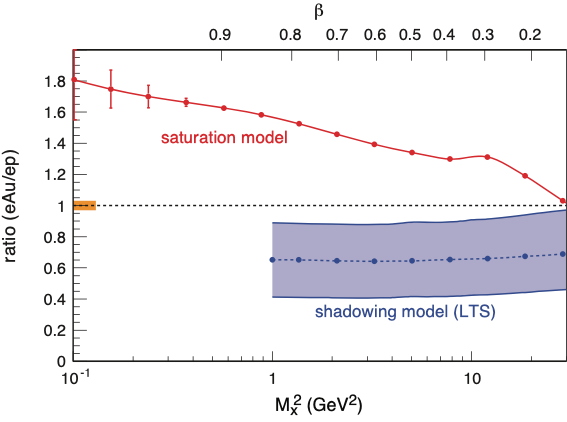 β
0.9 0.8 0.7 0.6 0.5 0.4 0.3 0.2
ratio (eAu/ep)
1.8
1.6
1.4
1.2
1
0.8
0.6
0.4
0.2
0
saturation model
shadowing model (LTS)
10⁻¹ 1 10
Mₓ² (GeV²)